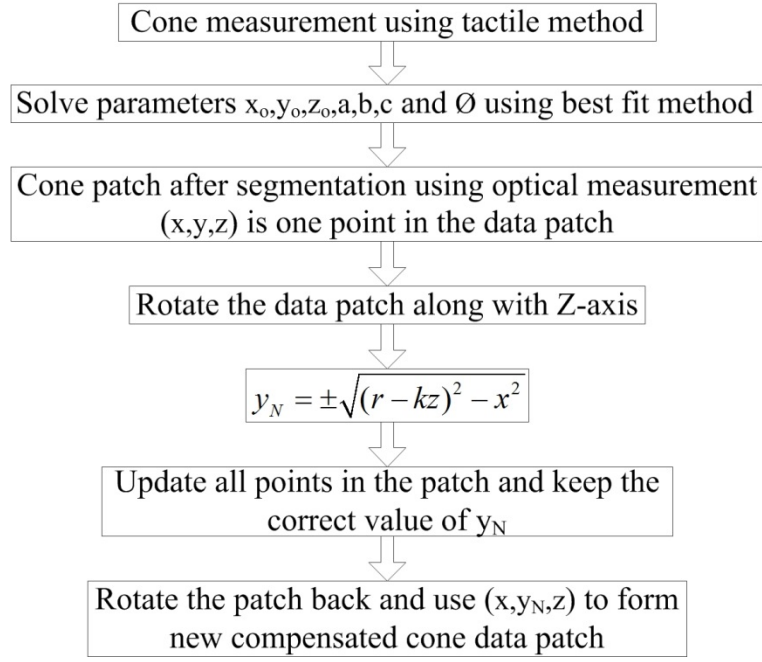 Cone measurement using tactile method
Solve parameters xₒ,yₒ,zₒ,a,b,c and Ø using best fit method
Cone patch after segmentation using optical measurement
(x,y,z) is one point in the data patch
Rotate the data patch along with Z-axis
y_N = ±√((r − kz)² − x²)
Update all points in the patch and keep the
correct value of y_N
Rotate the patch back and use (x,y_N,z) to form
new compensated cone data patch